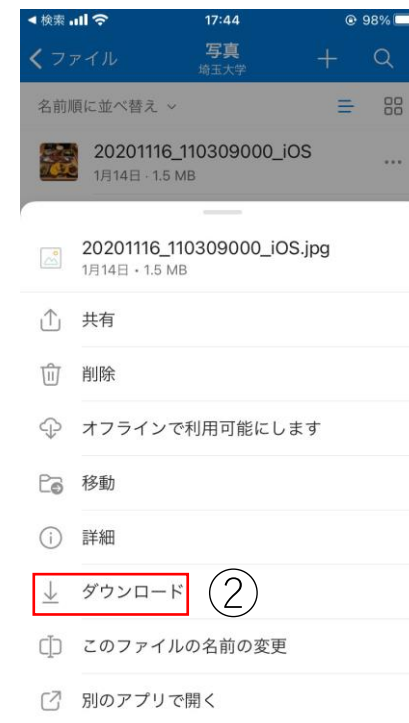 ◀ 検索 17:44 98%
ファイル 写真
埼玉大学
名前順に並べ替え
20201116_110309000_iOS
1月14日 · 1.5 MB
20201116_110309000_iOS.jpg
1月14日 • 1.5 MB
共有
削除
オフラインで利用可能にします
移動
詳細
ダウンロード ②
このファイルの名前の変更
別のアプリで開く